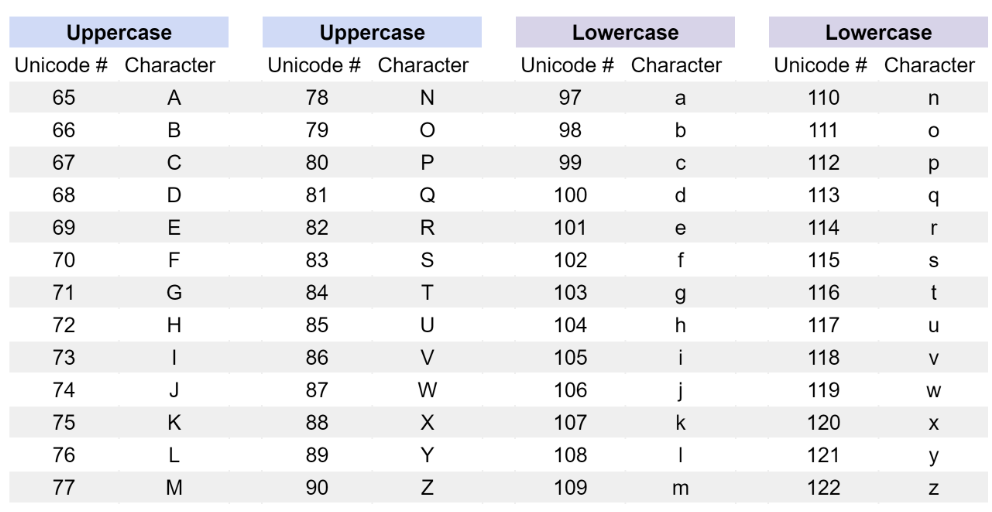 Uppercase Uppercase Lowercase Lowercase
Unicode # Character Unicode # Character Unicode # Character Unicode # Character
65 A 78 N 97 a 110 n
66 B 79 O 98 b 111 o
67 C 80 P 99 c 112 p
68 D 81 Q 100 d 113 q
69 E 82 R 101 e 114 r
70 F 83 S 102 f 115 s
71 G 84 T 103 g 116 t
72 H 85 U 104 h 117 u
73 I 86 V 105 i 118 v
74 J 87 W 106 j 119 w
75 K 88 X 107 k 120 x
76 L 89 Y 108 l 121 y
77 M 90 Z 109 m 122 z